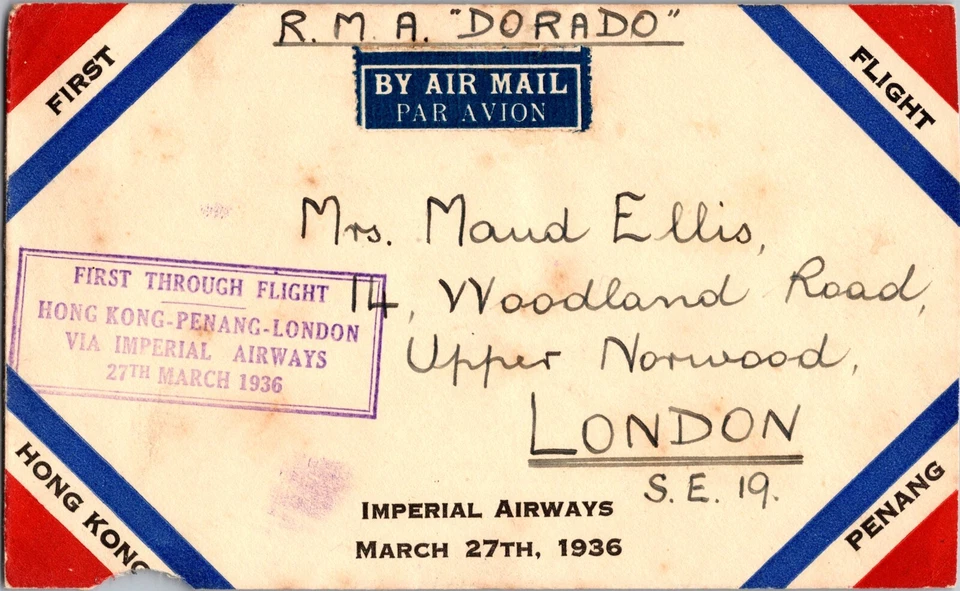 R. M. A. "DORADO"
FIRST
FLIGHT
BY AIR MAIL
PAR AVION
Mrs. Maud Ellis,
14, Woodland Road,
Upper Norwood,
LONDON
S. E. 19.
FIRST THROUGH FLIGHT
HONG KONG-PENANG-LONDON
VIA IMPERIAL AIRWAYS
27TH MARCH 1936
HONG KONG
PENANG
IMPERIAL AIRWAYS
MARCH 27TH, 1936